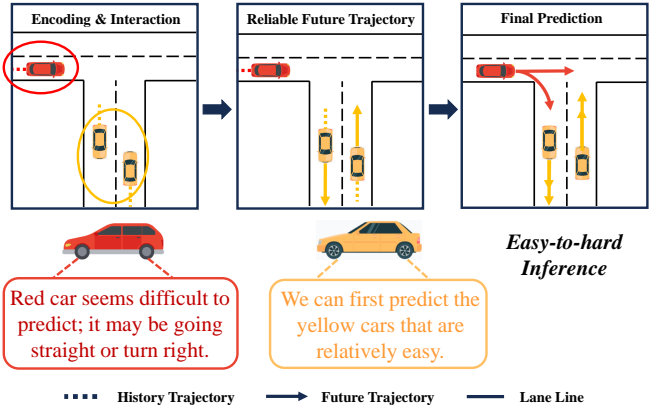 Encoding & Interaction
Reliable Future Trajectory
Final Prediction
Red car seems difficult to
predict; it may be going
straight or turn right.
We can first predict the
yellow cars that are
relatively easy.
Easy-to-hard
Inference
History Trajectory
Future Trajectory
Lane Line